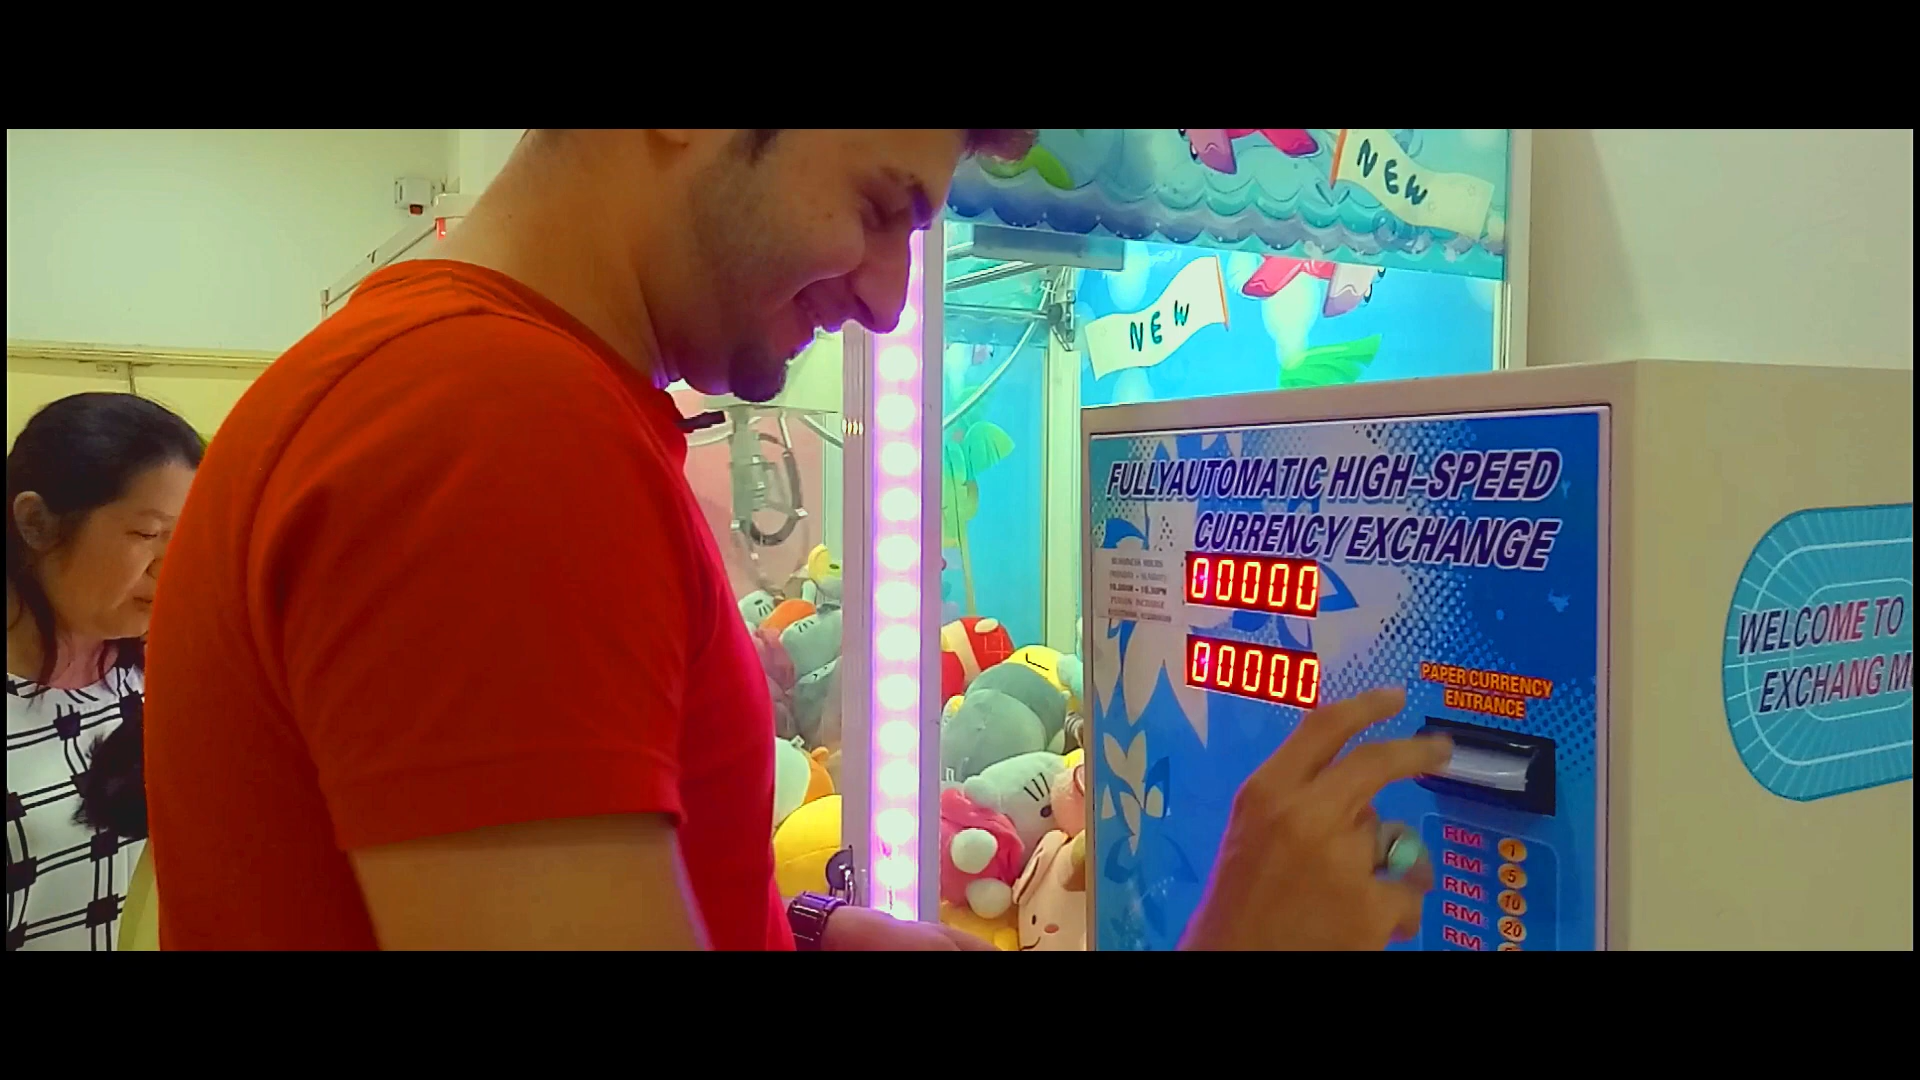 NEW
NEW
FULLYAUTOMATIC HIGH-SPEED
CURRENCY EXCHANGE
00000
00000
PAPER CURRENCY
ENTRANCE
RM: 1
RM: 5
RM: 10
RM: 20
RM:
WELCOME TO
EXCHANG